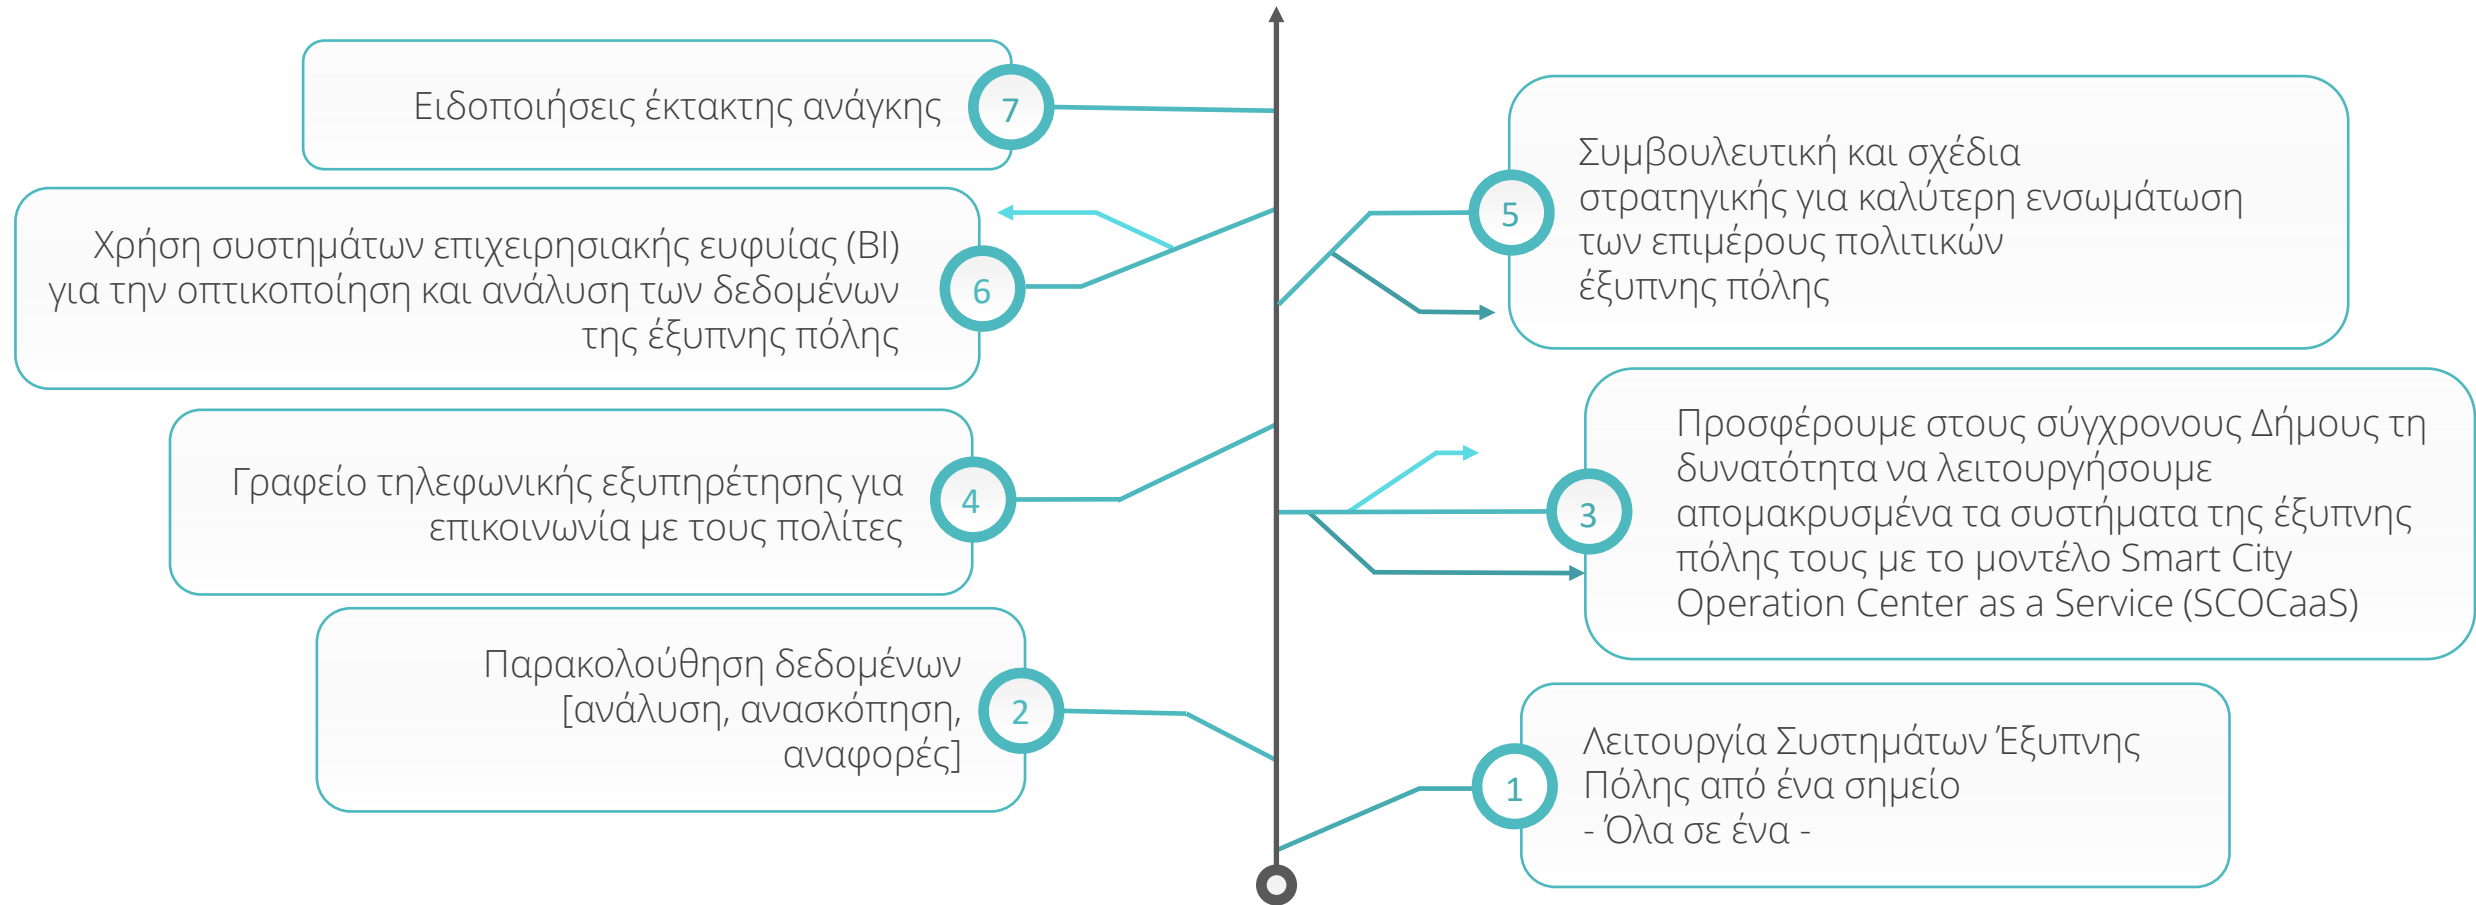 Ειδοποιήσεις έκτακτης ανάγκης
7
Χρήση συστημάτων επιχειρησιακής ευφυίας (BI)
για την οπτικοποίηση και ανάλυση των δεδομένων
της έξυπνης πόλης
6
Συμβουλευτική και σχέδια
στρατηγικής για καλύτερη ενσωμάτωση
των επιμέρους πολιτικών
έξυπνης πόλης
5
Γραφείο τηλεφωνικής εξυπηρέτησης για
επικοινωνία με τους πολίτες
4
Προσφέρουμε στους σύγχρονους Δήμους τη
δυνατότητα να λειτουργήσουμε
απομακρυσμένα τα συστήματα της έξυπνης
πόλης τους με το μοντέλο Smart City
Operation Center as a Service (SCOCaaS)
3
Παρακολούθηση δεδομένων
[ανάλυση, ανασκόπηση,
αναφορές]
2
Λειτουργία Συστημάτων Έξυπνης
Πόλης από ένα σημείο
- Όλα σε ένα -
1